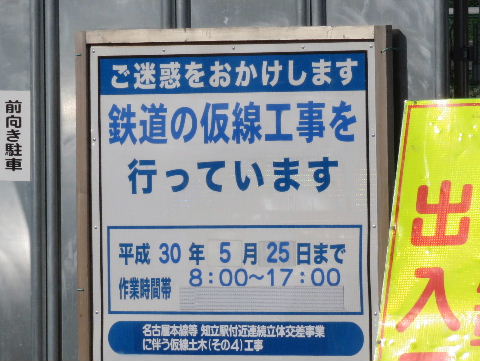 前向き駐車
ご迷惑をおかけします
鉄道の仮線工事を
行っています
平成 30 年 5 月 25日まで
作業時間帯 8:00〜17:00
名古屋本線等 知立駅付近連続立体交差事業
に伴う仮線土木(その4)工事
出入